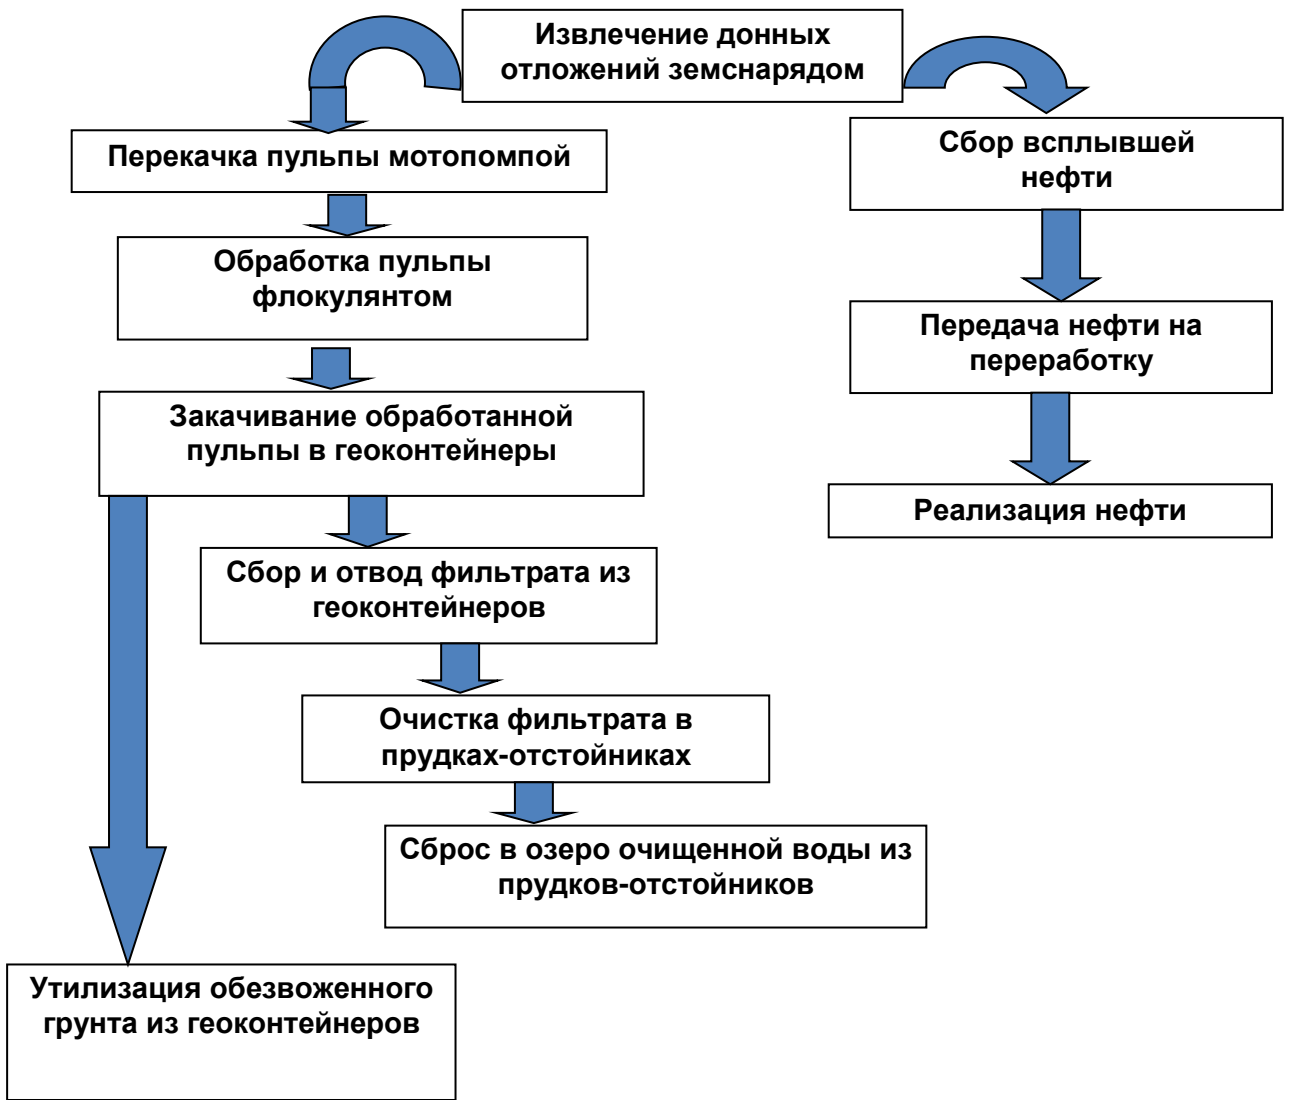 Извлечение донных
отложений земснарядом
Перекачка пульпы мотопомпой
Сбор всплывшей
нефти
Обработка пульпы
флокулянтом
Передача нефти на
переработку
Закачивание обработанной
пульпы в геоконтейнеры
Реализация нефти
Сбор и отвод фильтрата из
геоконтейнеров
Очистка фильтрата в
прудках-отстойниках
Сброс в озеро очищенной воды из
прудков-отстойников
Утилизация обезвоженного
грунта из геоконтейнеров